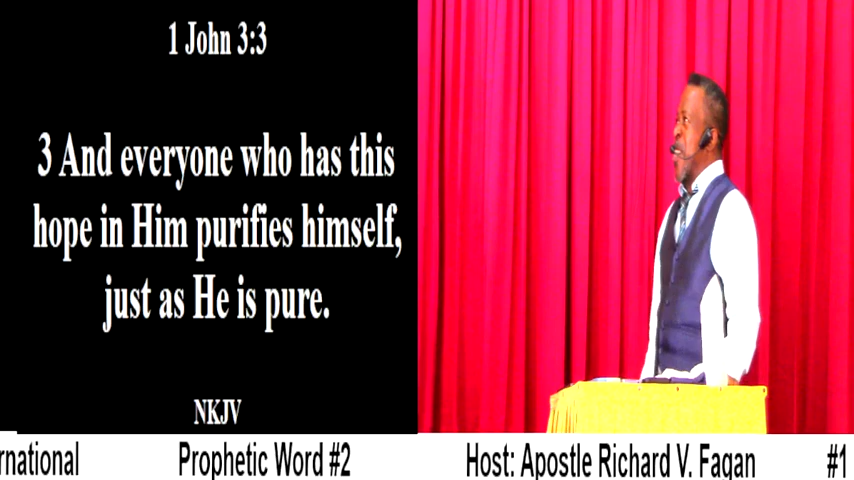 1 John 3:3
3 And everyone who has this
hope in Him purifies himself,
just as He is pure.
NKJV
rnational Prophetic Word #2 Host: Apostle Richard V. Fagan #1